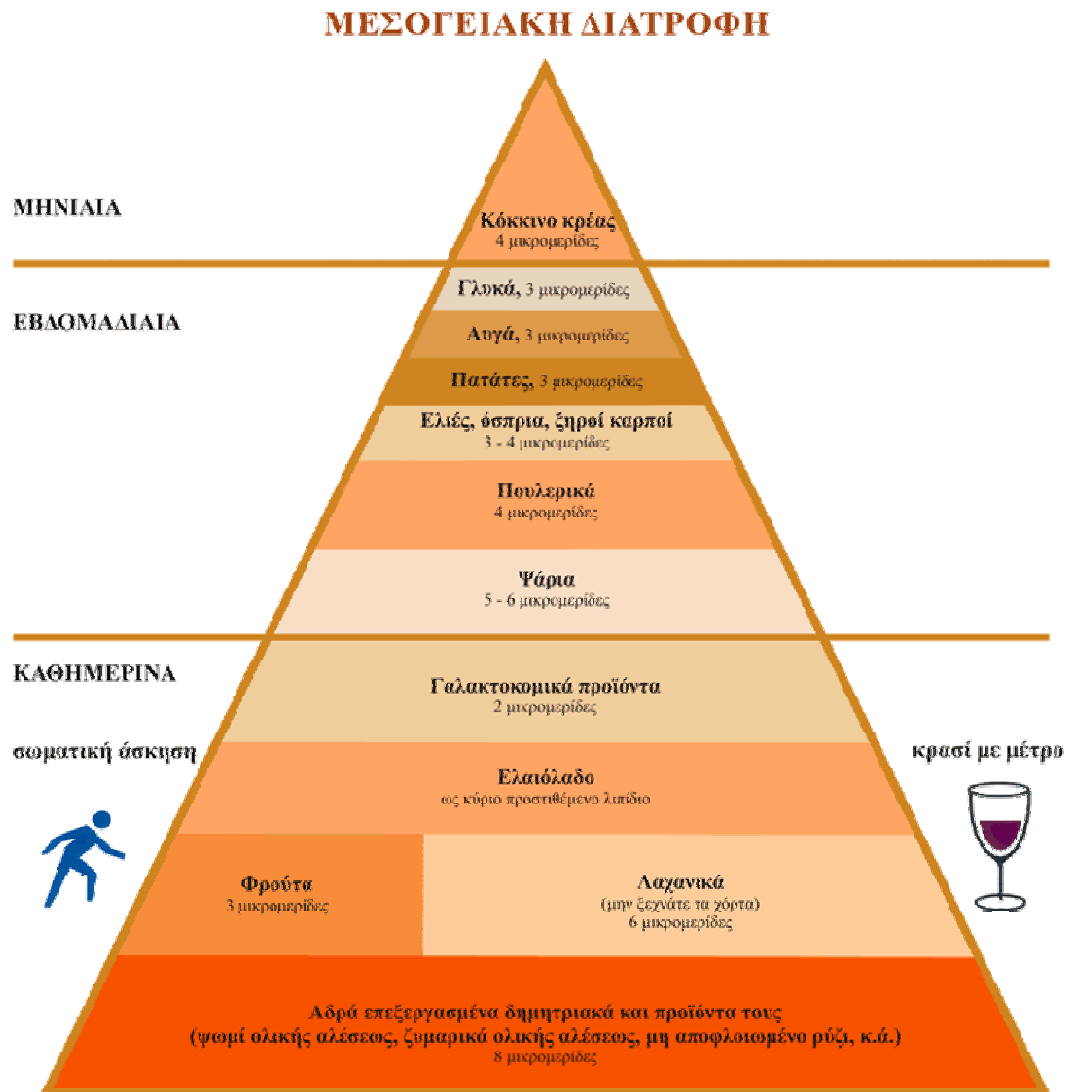 ΜΕΣΟΓΕΙΑΚΗ ΔΙΑΤΡΟΦΗ
ΜΗΝΙΑΙΑ
Κόκκινο κρέας
4 μικρομερίδες
Γλυκά, 3 μικρομερίδες
ΕΒΔΟΜΑΔΙΑΙΑ
Αυγά, 3 μικρομερίδες
Πατάτες, 3 μικρομερίδες
Ελιές, όσπρια, ξηροί καρποί
3 - 4 μικρομερίδες
Πουλερικά
4 μικρομερίδες
Ψάρια
5 - 6 μικρομερίδες
ΚΑΘΗΜΕΡΙΝΑ
Γαλακτοκομικά προϊόντα
2 μικρομερίδες
σωματική άσκηση
κρασί με μέτρο
Ελαιόλαδο
ως κύριο προστιθέμενο λιπίδιο
Φρούτα
3 μικρομερίδες
Λαχανικά
(μην ξεχνάτε τα χόρτα)
6 μικρομερίδες
Αδρά επεξεργασμένα δημητριακά και προϊόντα τους
(ψωμί ολικής αλέσεως, ζυμαρικά ολικής αλέσεως, μη αποφλοιωμένο ρύζι, κ.ά.)
8 μικρομερίδες